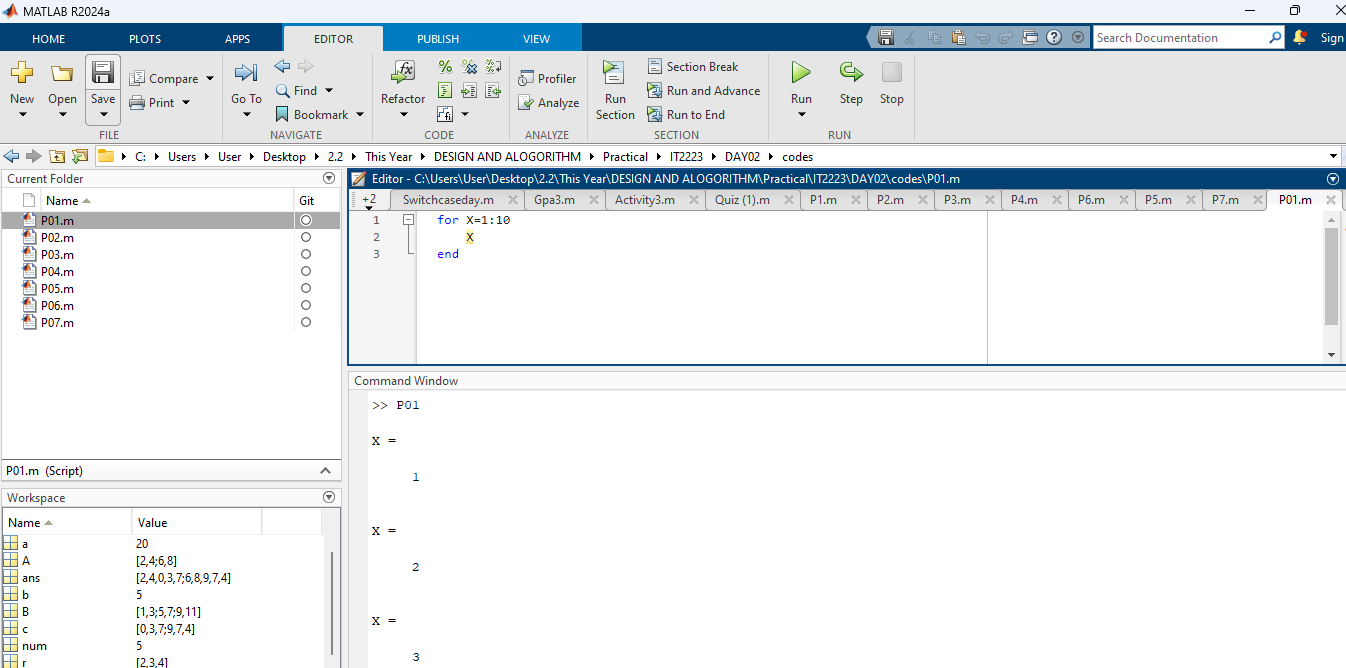 MATLAB R2024a
HOME PLOTS APPS EDITOR PUBLISH VIEW Search Documentation Sign
New Open Save Compare Print FILE
Go To Find Bookmark NAVIGATE
Refactor CODE
Profiler Analyze ANALYZE
Run Section Section Break Run and Advance Run to End SECTION
Run Step Stop RUN
C: Users User Desktop 2.2 This Year DESIGN AND ALOGORITHM Practical IT2223 DAY02 codes
Current Folder
Name Git
P01.m
P02.m
P03.m
P04.m
P05.m
P06.m
P07.m
P01.m (Script)
Workspace
Name Value
a 20
A [2,4;6,8]
ans [2,4,0,3,7;6,8,9,7,4]
b 5
B [1,3;5,7;9,11]
c [0,3,7;9,7,4]
num 5
r [2,3,4]
Editor - C:\Users\User\Desktop\2.2\This Year\DESIGN AND ALOGORITHM\Practical\IT2223\DAY02\codes\P01.m
+2 Switchcaseday.m Gpa3.m Activity3.m Quiz (1).m P1.m P2.m P3.m P4.m P6.m P5.m P7.m P01.m
1 for X=1:10
2 X
3 end
Command Window
>> P01
X =
1
X =
2
X =
3